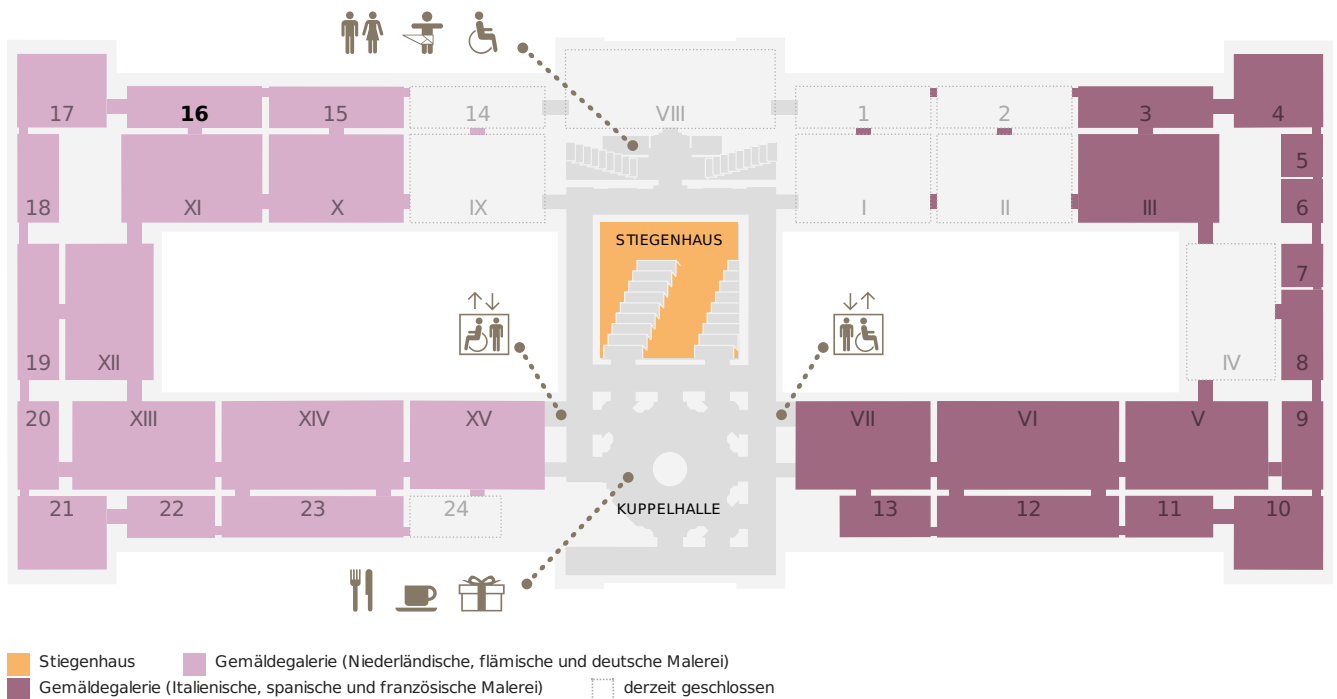 17 16 15 14 VIII 1 2 3 4
5
18 XI X IX I II III 6
STIEGENHAUS
7
19 XII IV 8
20 XIII XIV XV VII VI V 9
21 22 23 24 KUPPELHALLE 13 12 11 10
Stiegenhaus Gemäldegalerie (Niederländische, flämische und deutsche Malerei)
Gemäldegalerie (Italienische, spanische und französische Malerei) derzeit geschlossen